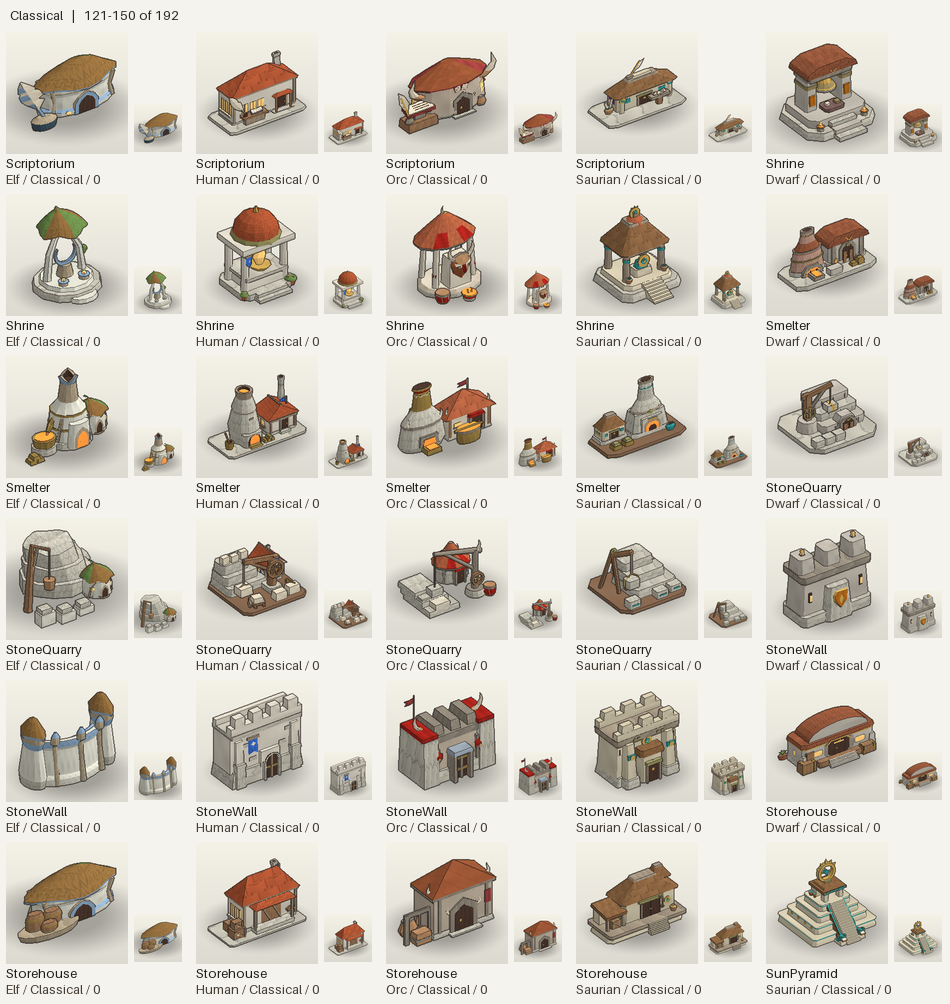 Classical | 121-150 of 192
Scriptorium
Elf / Classical / 0
Scriptorium
Human / Classical / 0
Scriptorium
Orc / Classical / 0
Scriptorium
Saurian / Classical / 0
Shrine
Dwarf / Classical / 0
Shrine
Elf / Classical / 0
Shrine
Human / Classical / 0
Shrine
Orc / Classical / 0
Shrine
Saurian / Classical / 0
Smelter
Dwarf / Classical / 0
Smelter
Elf / Classical / 0
Smelter
Human / Classical / 0
Smelter
Orc / Classical / 0
Smelter
Saurian / Classical / 0
StoneQuarry
Dwarf / Classical / 0
StoneQuarry
Elf / Classical / 0
StoneQuarry
Human / Classical / 0
StoneQuarry
Orc / Classical / 0
StoneQuarry
Saurian / Classical / 0
StoneWall
Dwarf / Classical / 0
StoneWall
Elf / Classical / 0
StoneWall
Human / Classical / 0
StoneWall
Orc / Classical / 0
StoneWall
Saurian / Classical / 0
Storehouse
Dwarf / Classical / 0
Storehouse
Elf / Classical / 0
Storehouse
Human / Classical / 0
Storehouse
Orc / Classical / 0
Storehouse
Saurian / Classical / 0
SunPyramid
Saurian / Classical / 0